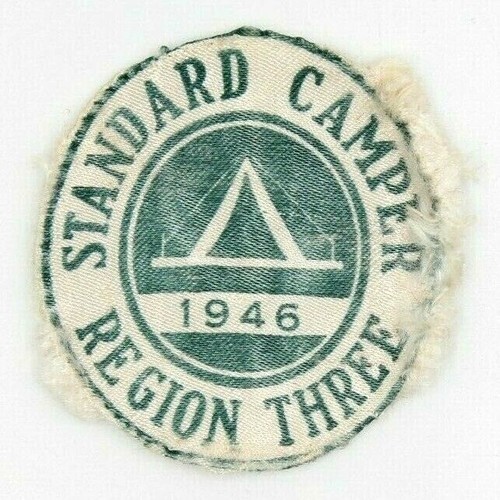 STANDARD CAMPER
1946
REGION THREE